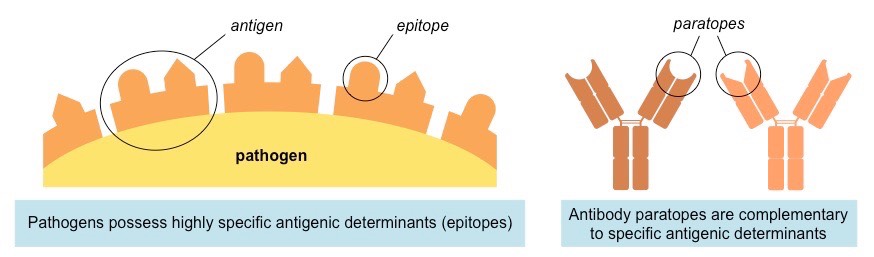 antigen
epitope
paratopes
pathogen
Pathogens possess highly specific antigenic determinants (epitopes)
Antibody paratopes are complementary
to specific antigenic determinants